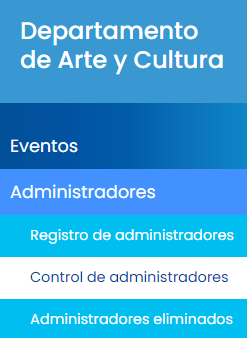 Departamento
de Arte y Cultura
Eventos
Administradores
Registro de administradores
Control de administradores
Administradores eliminados